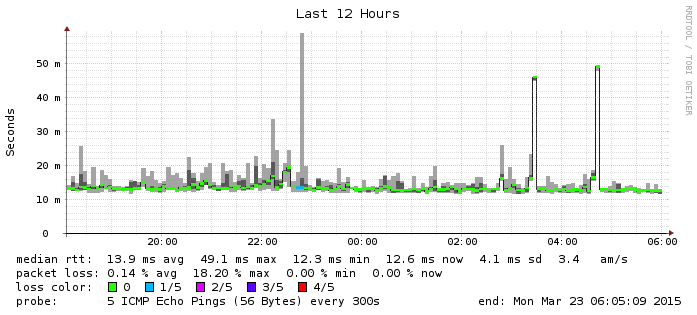 Last 12 Hours
RRDTOOL / TOBI OETIKER
Seconds
50 m
40 m
30 m
20 m
10 m
0
20:00 22:00 00:00 02:00 04:00 06:00
median rtt: 13.9 ms avg 49.1 ms max 12.3 ms min 12.6 ms now 4.1 ms sd 3.4 am/s
packet loss: 0.14 % avg 18.20 % max 0.00 % min 0.00 % now
loss color: 0 1/5 2/5 3/5 4/5
probe: 5 ICMP Echo Pings (56 Bytes) every 300s end: Mon Mar 23 06:05:09 2015